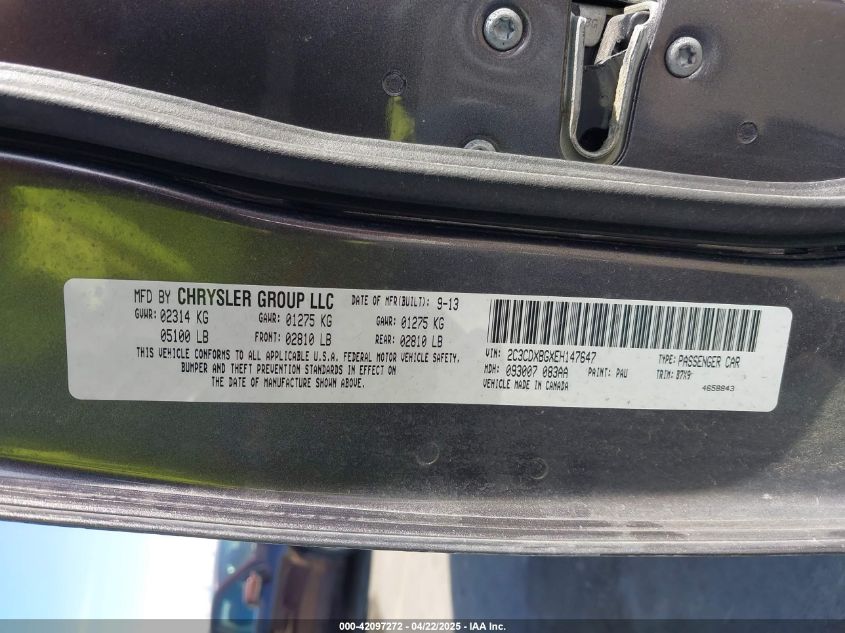 MFD BY CHRYSLER GROUP LLC DATE OF MFR(BUILT): 9-13
GVWR: 02314 KG GAWR: 01275 KG GAWR: 01275 KG
05100 LB FRONT: 02810 LB REAR: 02810 LB
THIS VEHICLE CONFORMS TO ALL APPLICABLE U.S.A. FEDERAL MOTOR VEHICLE SAFETY,
BUMPER AND THEFT PREVENTION STANDARDS IN EFFECT ON
THE DATE OF MANUFACTURE SHOWN ABOVE.
VIN: 2C3CDXBGXEH147647 TYPE: PASSENGER CAR
MDH: 093007 083AA PAINT: PAU TRIM: B7X9
VEHICLE MADE IN CANADA 4658843
000-42097272 | 04/22/2025 | IAA Inc.